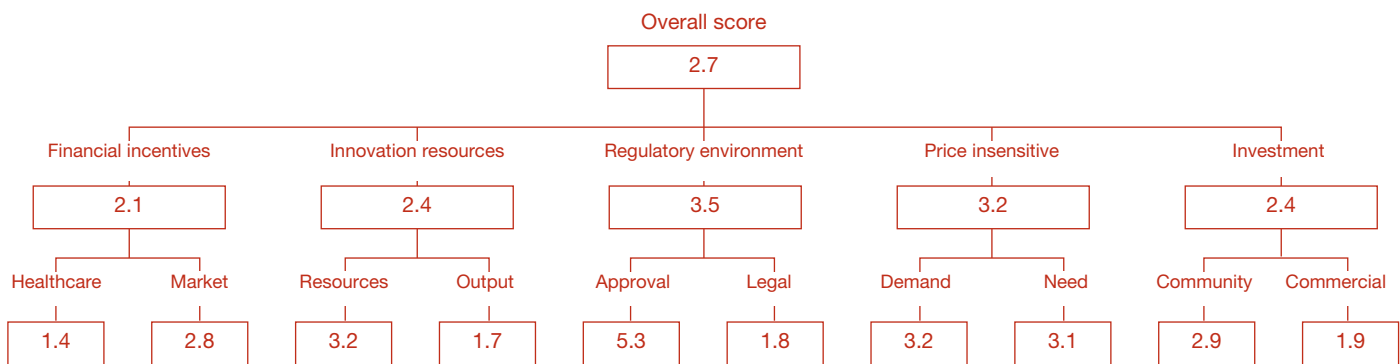 Overall score
2.7
Financial incentives
Innovation resources
Regulatory environment
Price insensitive
Investment
2.1
2.4
3.5
3.2
2.4
Healthcare
Market
Resources
Output
Approval
Legal
Demand
Need
Community
Commercial
1.4
2.8
3.2
1.7
5.3
1.8
3.2
3.1
2.9
1.9